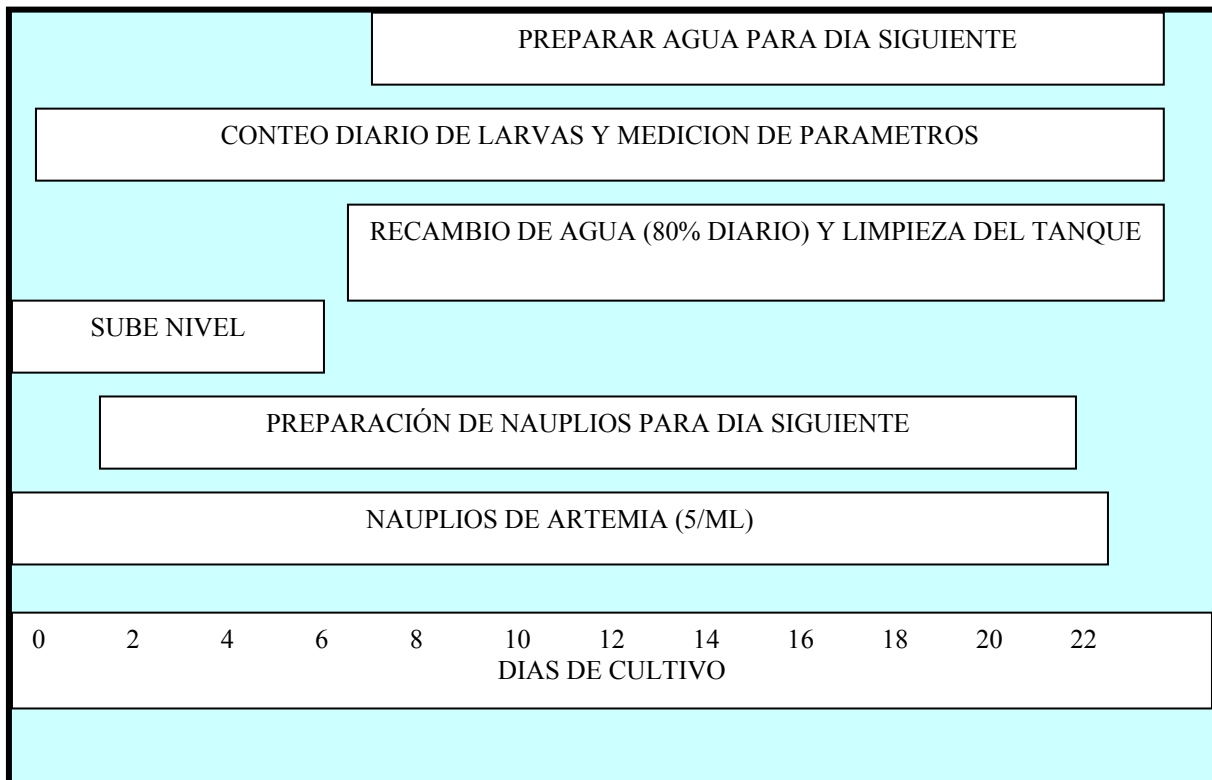 PREPARAR AGUA PARA DIA SIGUIENTE
CONTEO DIARIO DE LARVAS Y MEDICION DE PARAMETROS
RECAMBIO DE AGUA (80% DIARIO) Y LIMPIEZA DEL TANQUE
SUBE NIVEL
PREPARACIÓN DE NAUPLIOS PARA DIA SIGUIENTE
NAUPLIOS DE ARTEMIA (5/ML)
0 2 4 6 8 10 12 14 16 18 20 22
DIAS DE CULTIVO